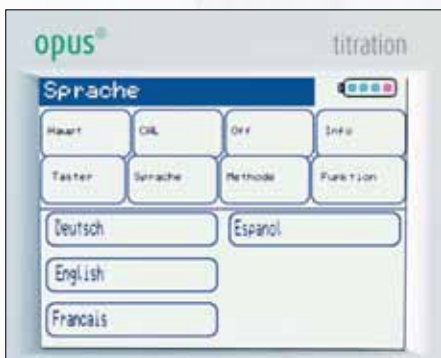 opus® titration
Sprache
Haupt CAL Off Info
Taster Sprache Methode Funktion
Deutsch Espanol
English
Francais